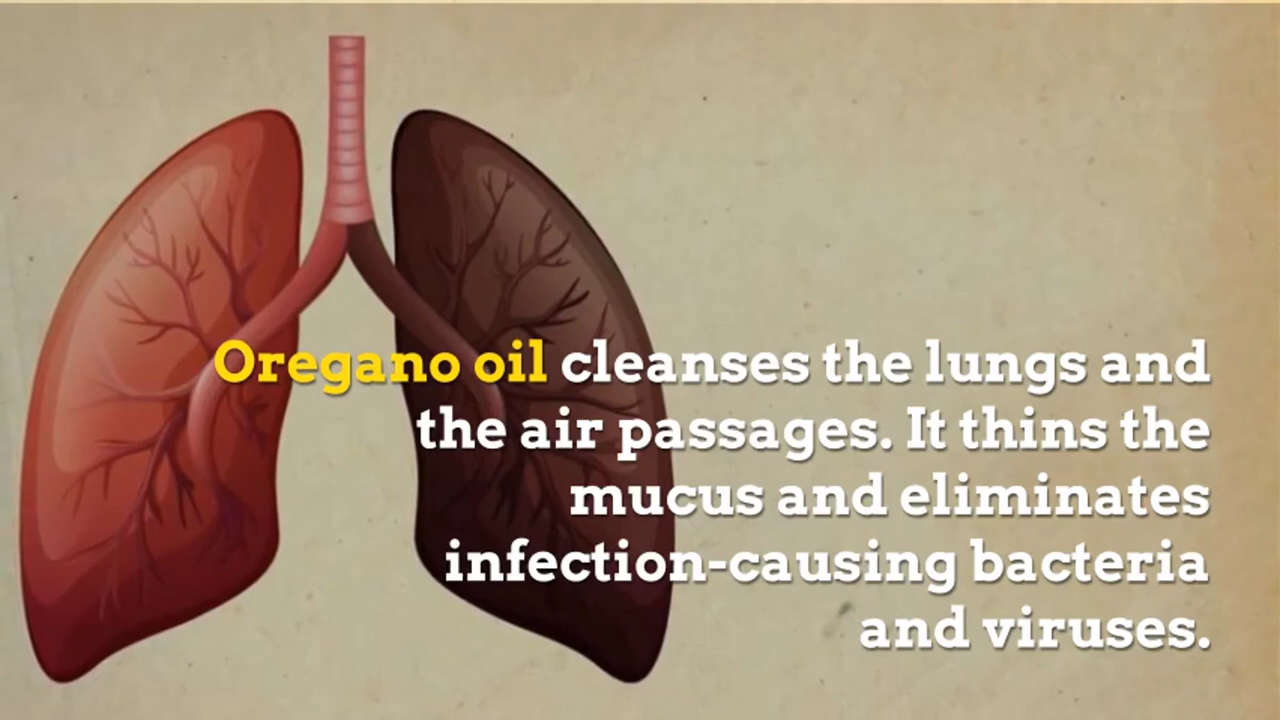 Oregano oil cleanses the lungs and
the air passages. It thins the
mucus and eliminates
infection-causing bacteria
and viruses.